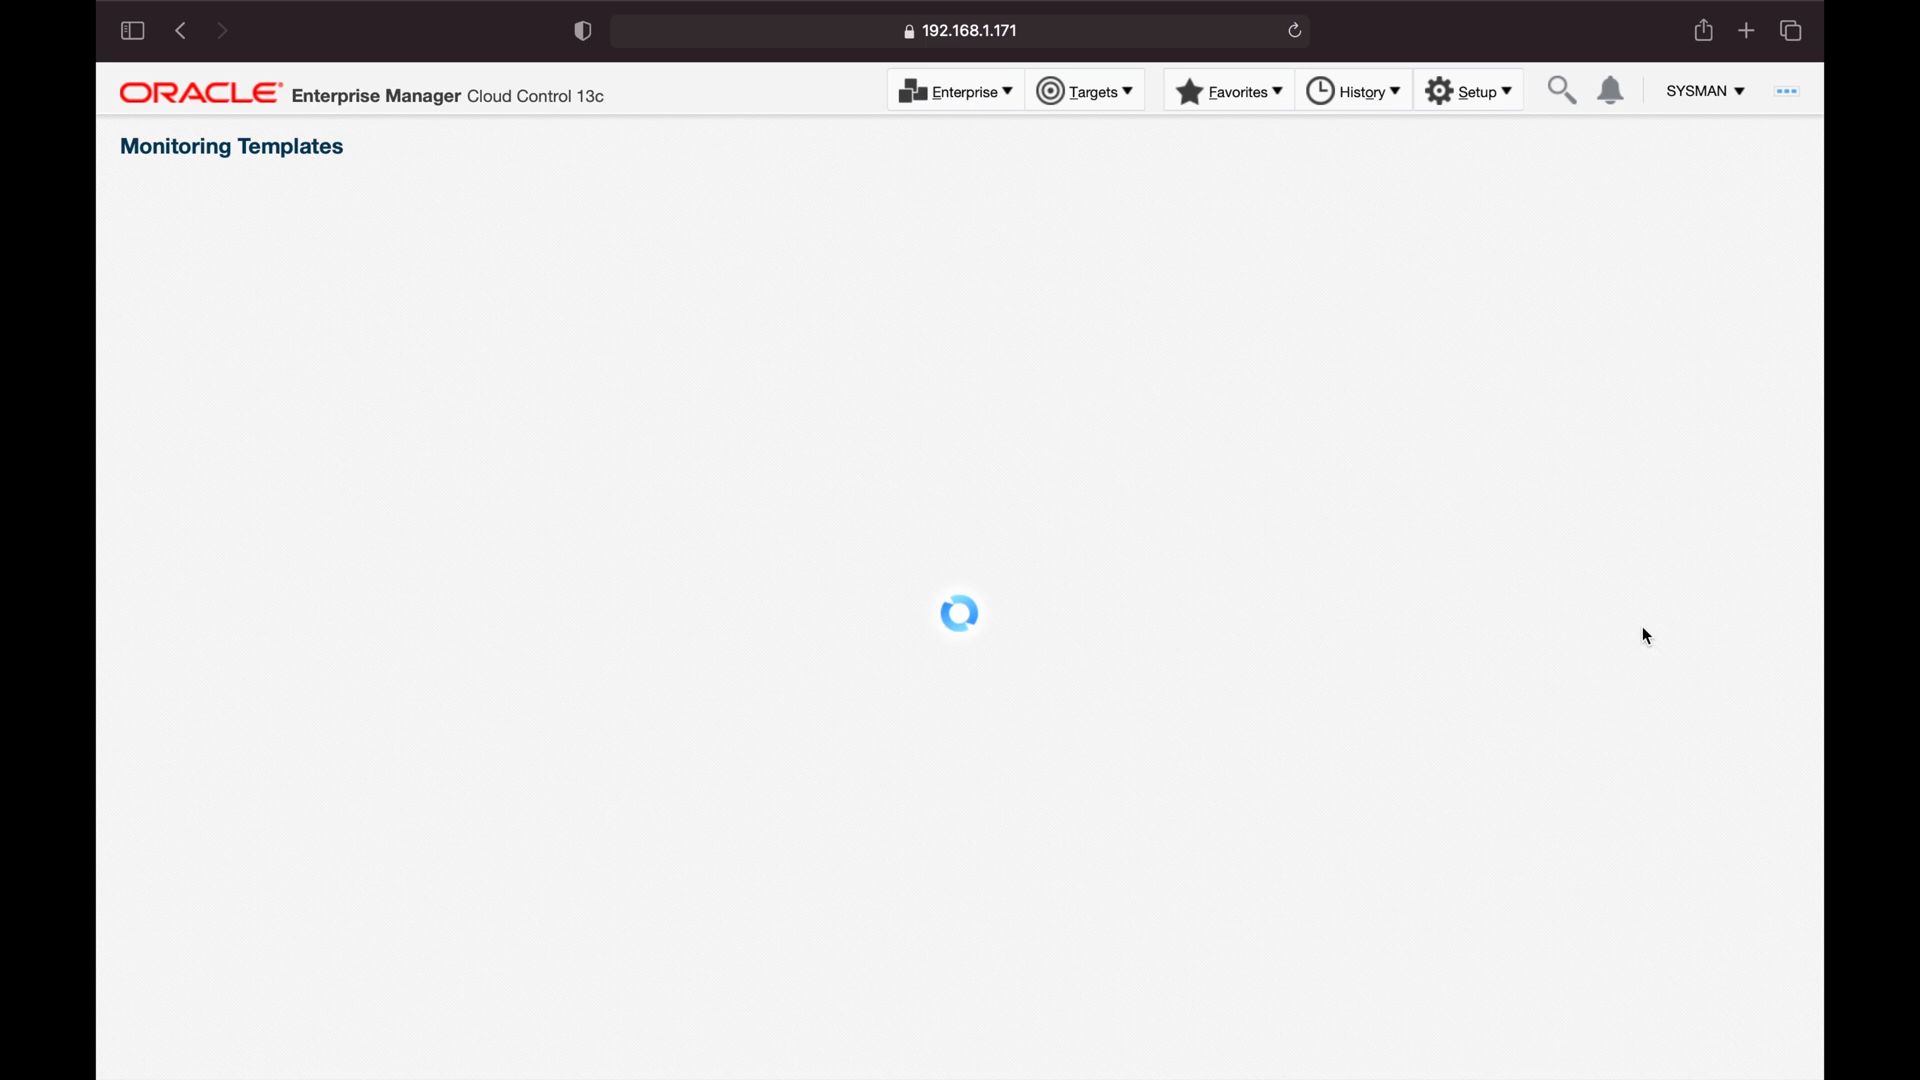 192.168.1.171
ORACLE Enterprise Manager Cloud Control 13c
Enterprise
Targets
Favorites
History
Setup
SYSMAN
Monitoring Templates